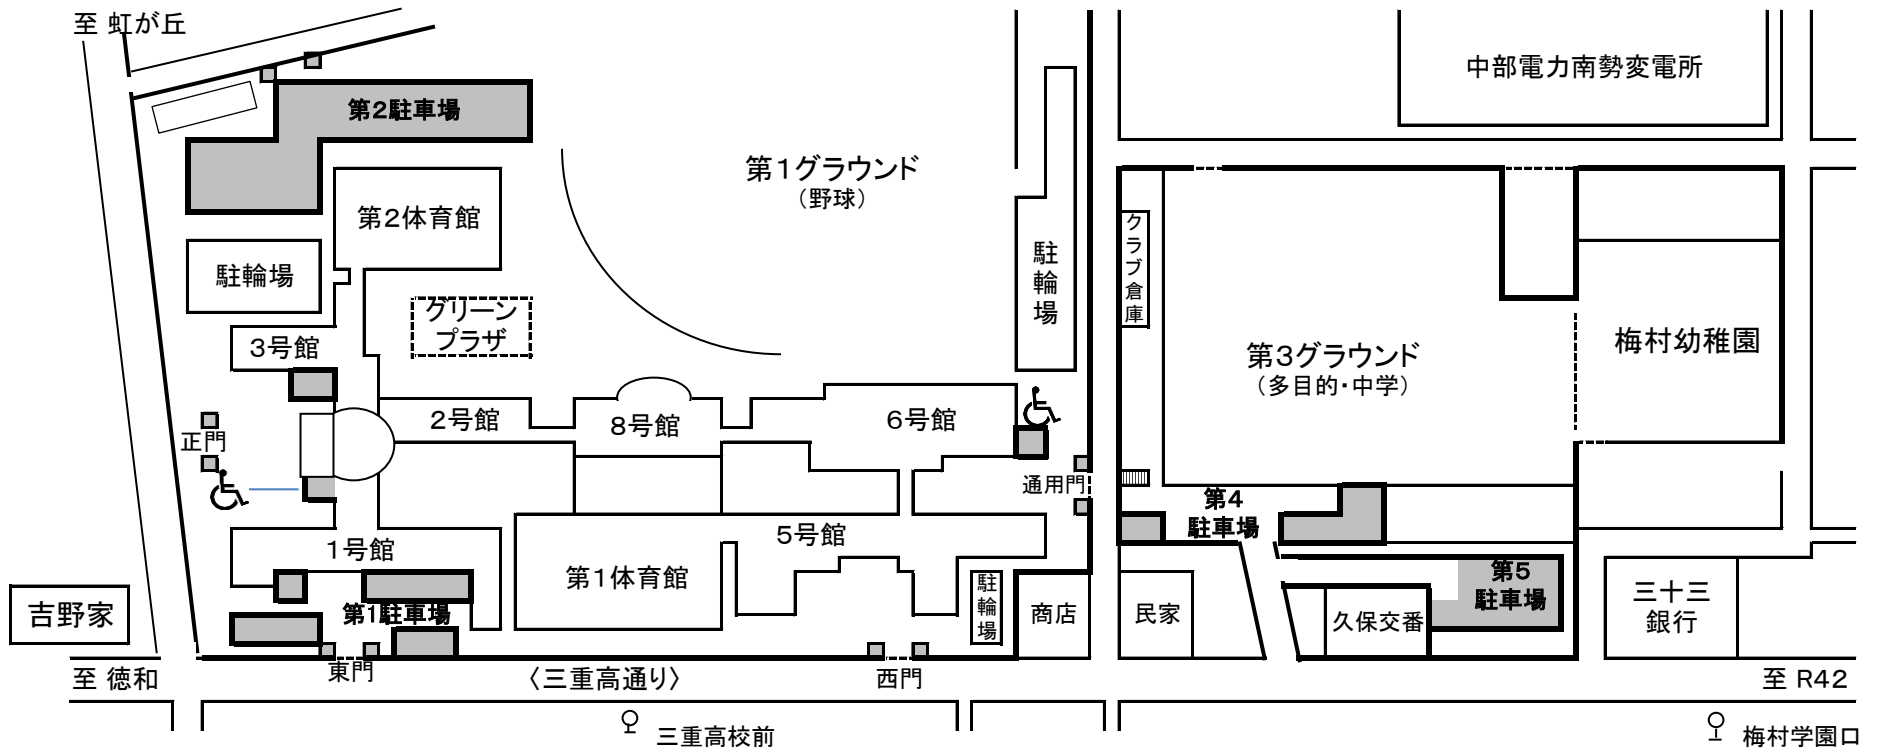 至 虹が丘
中部電力南勢変電所
第2駐車場
第1グラウンド
（野球）
第2体育館
クラブ倉庫
駐輪場
駐輪場
グリーン
プラザ
3号館
第3グラウンド
（多目的・中学）
梅村幼稚園
2号館
8号館
6号館
正門
通用門
第4
駐車場
1号館
5号館
第1体育館
第5
駐車場
駐輪場
吉野家
第1駐車場
商店
民家
久保交番
三十三
銀行
東門
西門
至 徳和
〈三重高通り〉
至 R42
三重高校前
梅村学園口